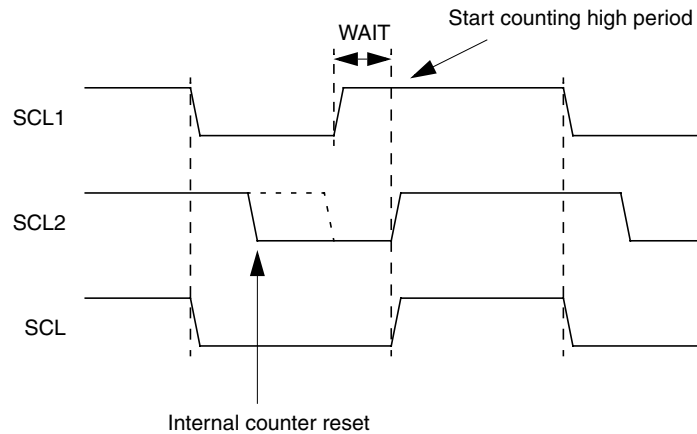 Start counting high period
WAIT
SCL1
SCL2
SCL
Internal counter reset